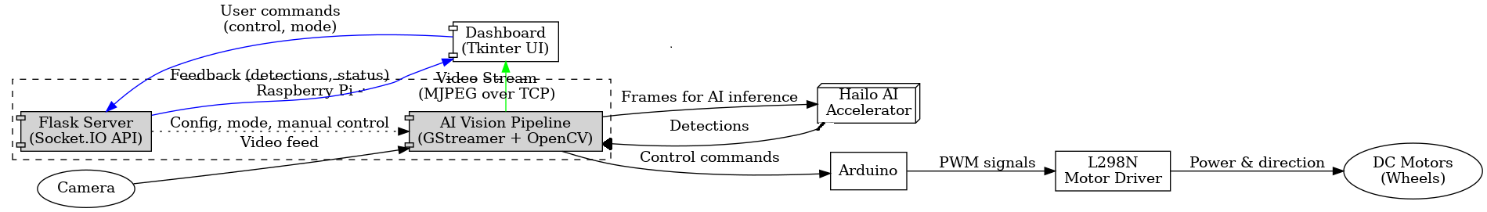 User commands
(control, mode)
Dashboard
(Tkinter UI)
Feedback (detections, status)
Raspberry Pi
Video Stream
(MJPEG over TCP)
Flask Server
(Socket.IO API)
Config, mode, manual control
Video feed
AI Vision Pipeline
(GStreamer + OpenCV)
Frames for AI inference
Detections
Hailo AI
Accelerator
Camera
Control commands
Arduino
PWM signals
L298N
Motor Driver
Power & direction
DC Motors
(Wheels)